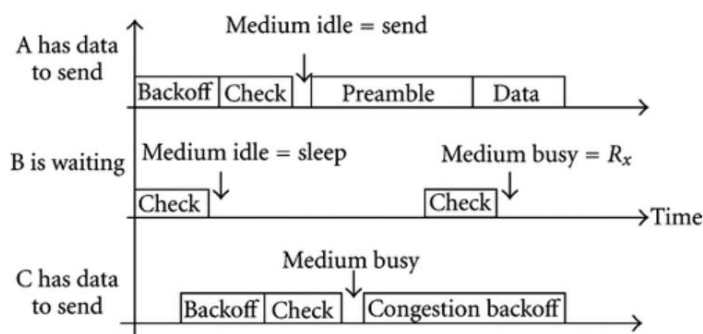 Medium idle = send
A has data
to send
Backoff Check Preamble Data
Medium idle = sleep
Medium busy = Rₓ
B is waiting
Check Check
Time
Medium busy
C has data
to send
Backoff Check Congestion backoff